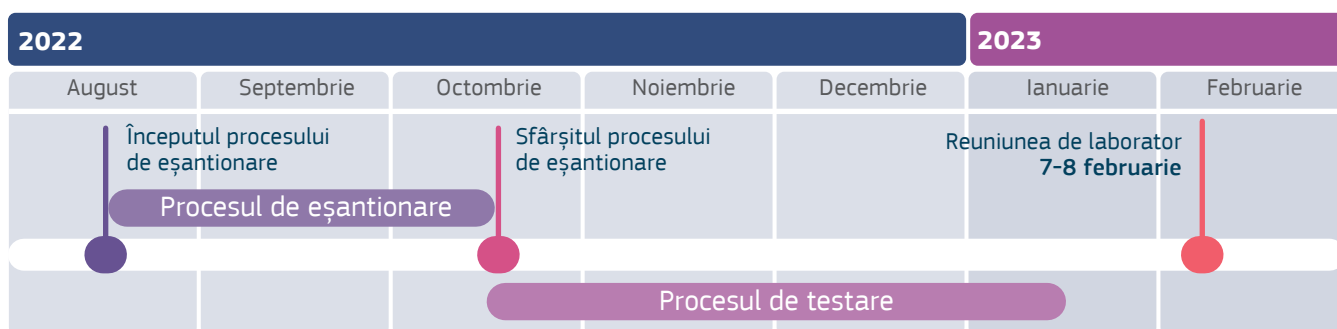 2022
2023
August
Septembrie
Octombrie
Noiembrie
Decembrie
Ianuarie
Februarie
Începutul procesului
de eșantionare
Sfârșitul procesului
de eșantionare
Reuniunea de laborator
7-8 februarie
Procesul de eșantionare
Procesul de testare